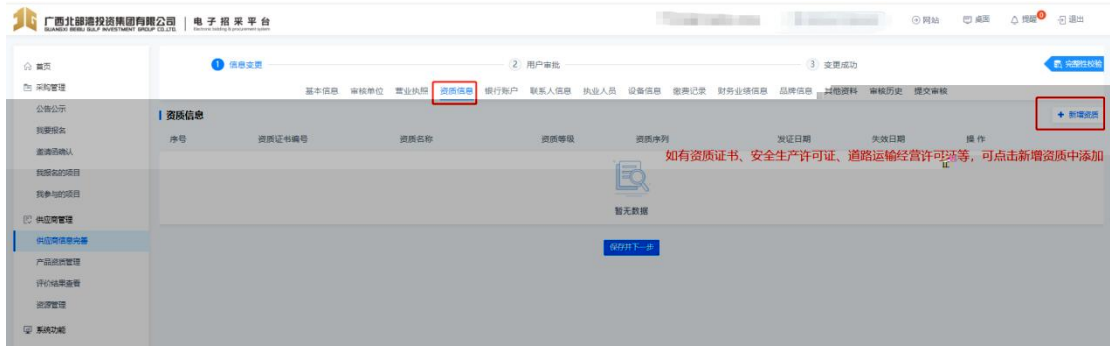 广西北部湾投资集团有限公司 电子招采平台
GUANGXI BEIBU GULF INVESTMENT GROUP CO.,LTD. Electronic bidding & procurement system
网站 桌面 提醒 0 退出
首页
采购管理
公告公示
我要报名
邀请函确认
我报名的项目
我参与的项目
供应商管理
供应商信息完善
产品资质管理
评价结果查看
资源管理
系统功能
1 信息变更 2 用户审批 3 变更成功
完整性校验
基本信息 审核单位 营业执照 资质信息 银行账户 联系人信息 执业人员 设备信息 缴费记录 财务业绩信息 品牌信息 其他资料 审核历史 提交审核
资质信息
+ 新增资质
序号 资质证书编号 资质名称 资质等级 资质序列 发证日期 失效日期 操作
如有资质证书、安全生产许可证、道路运输经营许可证等,可点击新增资质中添加
暂无数据
保存并下一步